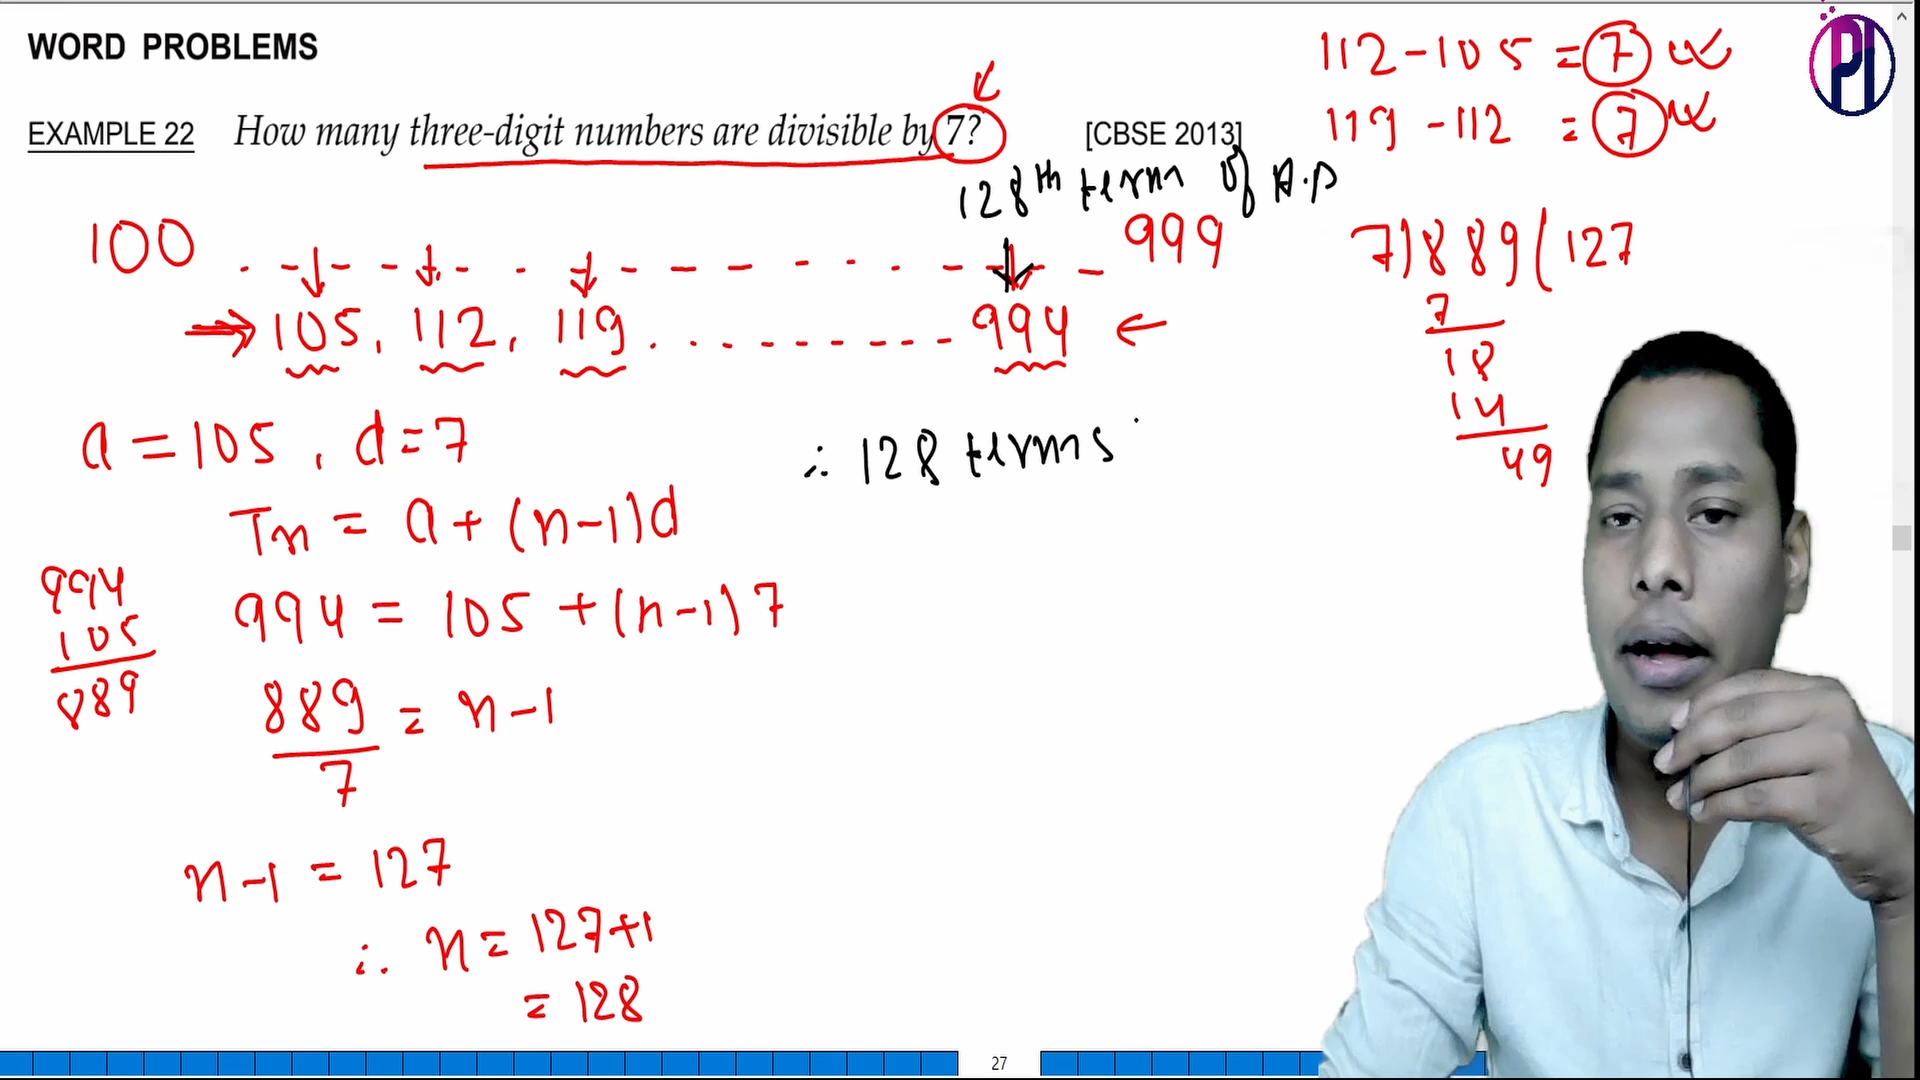 WORD PROBLEMS
EXAMPLE 22 How many three-digit numbers are divisible by 7? [CBSE 2013]
112-105 = 7
119-112 = 7
128th term of A.P
100 . - - - - - - - - - - - 999
105, 112, 119 . . . . . . . . . . 994
7)889(127
7
18
14
49
a = 105, d = 7
∴ 128 terms
Tn = a + (n-1)d
994 = 105 + (n-1)7
994
105
889
889 = n-1
7
n-1 = 127
∴ n = 127+1
= 128
27
PI